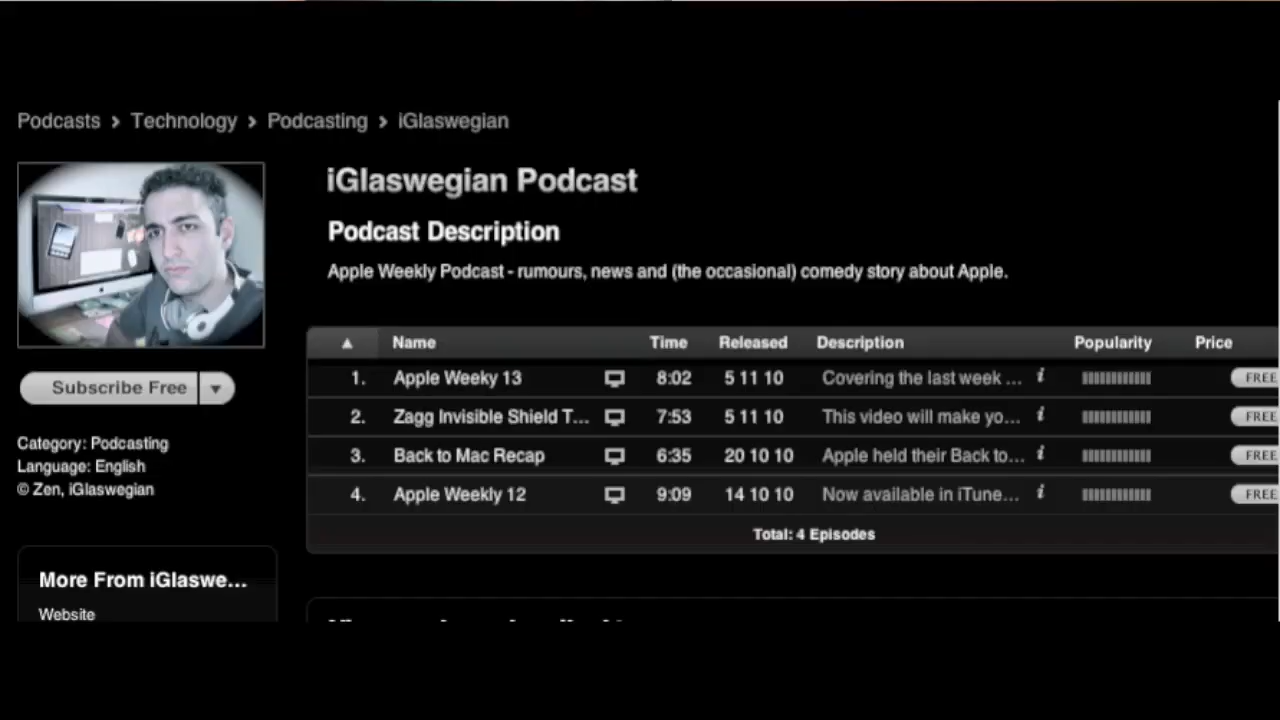 Podcasts > Technology > Podcasting > iGlaswegian
iGlaswegian Podcast
Podcast Description
Apple Weekly Podcast - rumours, news and (the occasional) comedy story about Apple.
Subscribe Free
Category: Podcasting
Language: English
© Zen, iGlaswegian
More From iGlaswe...
Website
Name Time Released Description Popularity Price
1. Apple Weeky 13 8:02 5 11 10 Covering the last week ... i FREE
2. Zagg Invisible Shield T... 7:53 5 11 10 This video will make yo... i FREE
3. Back to Mac Recap 6:35 20 10 10 Apple held their Back to... i FREE
4. Apple Weekly 12 9:09 14 10 10 Now available in iTune... i FREE
Total: 4 Episodes